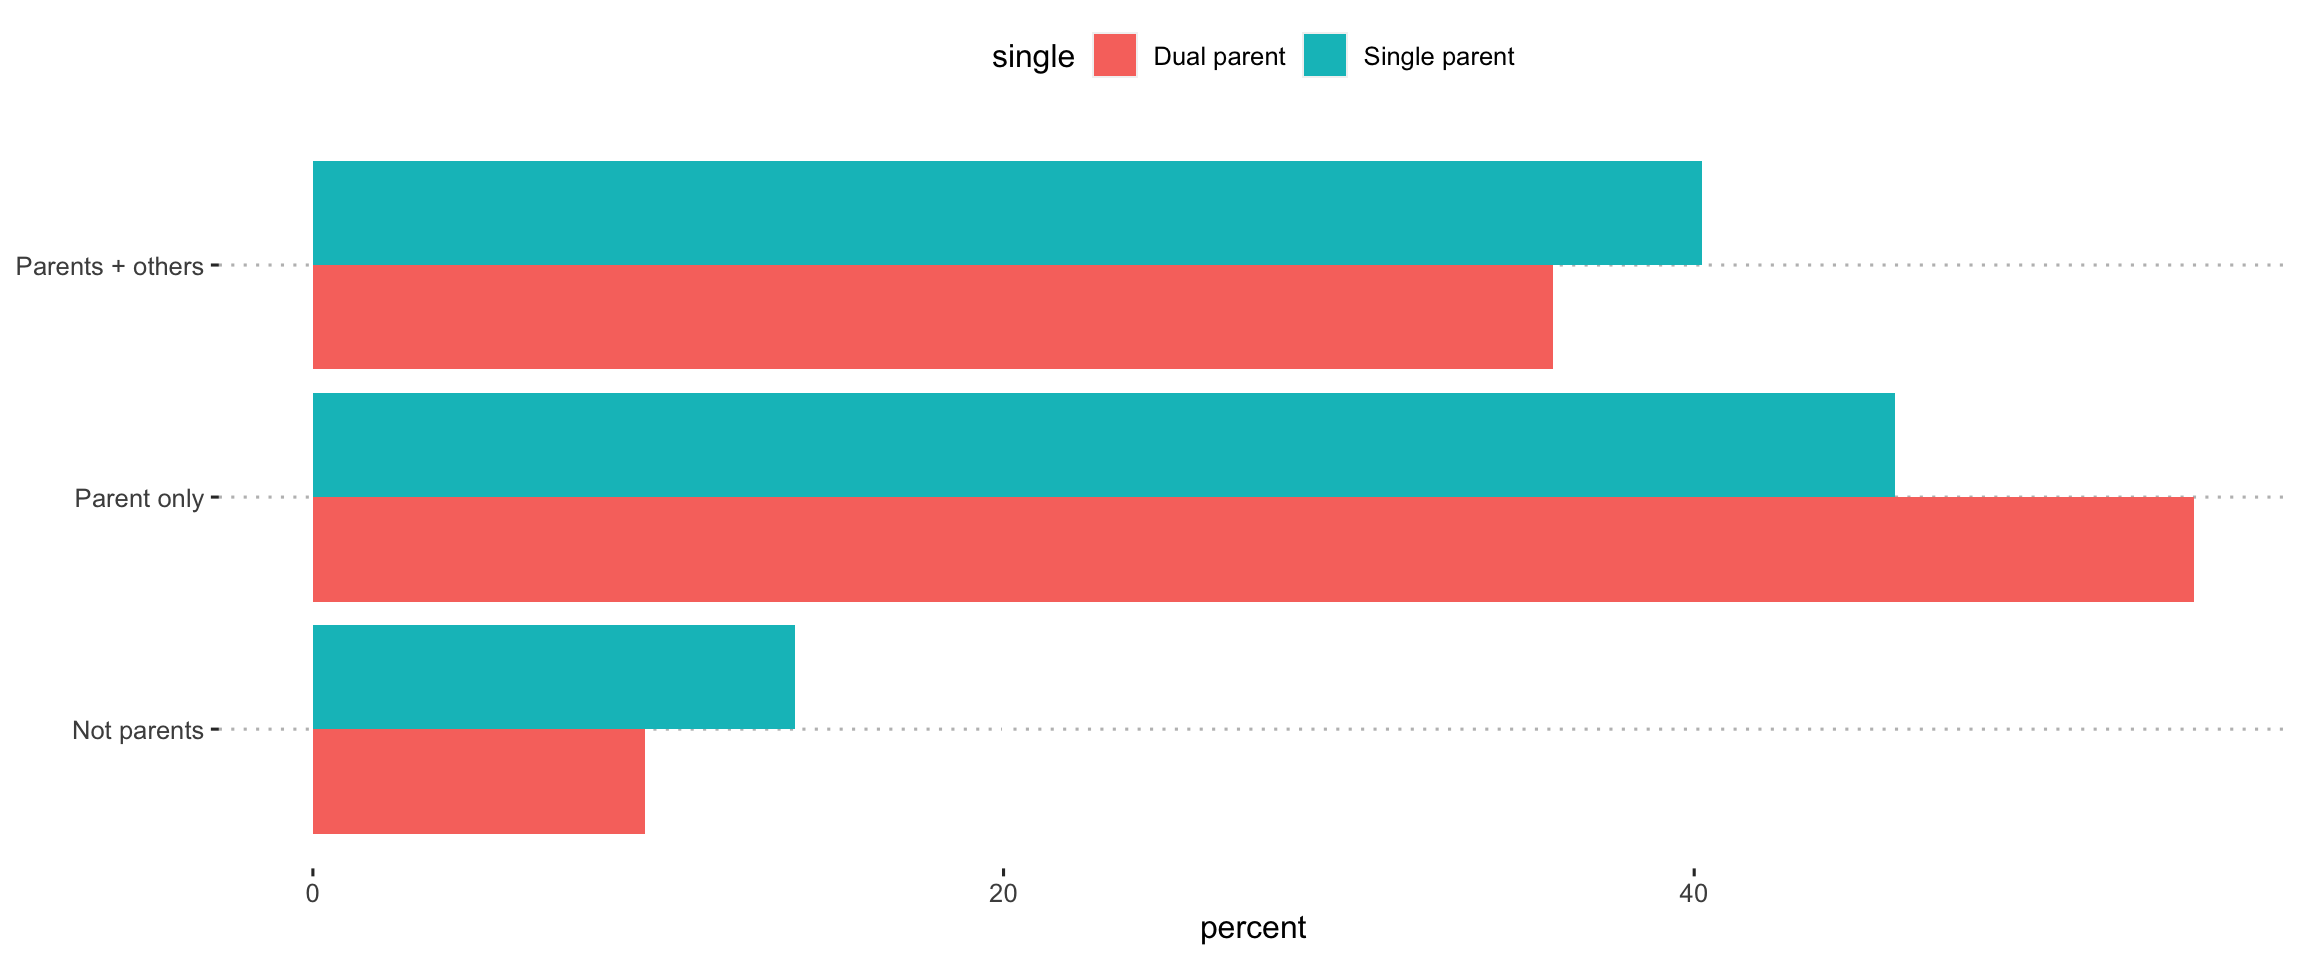 single Dual parent Single parent
Parents + others
Parent only
Not parents
0 20 40
percent